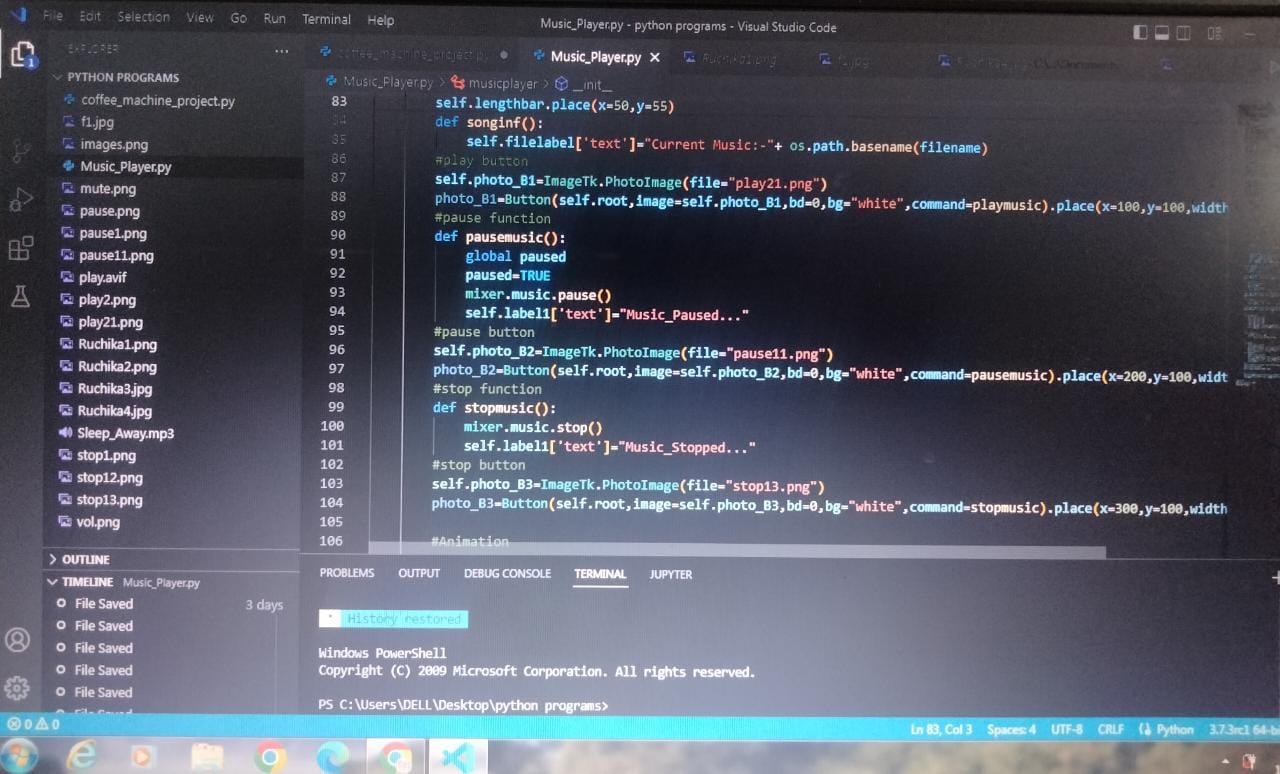 File Edit Selection View Go Run Terminal Help
Music_Player.py - python programs - Visual Studio Code
EXPLORER
coffee_machine_project.py
Music_Player.py
Ruchika1.png
f1.jpg
Music_Player.py > musicplayer > __init__
1
PYTHON PROGRAMS
coffee_machine_project.py
f1.jpg
images.png
Music_Player.py
mute.png
pause.png
pause1.png
pause11.png
play.avif
play2.png
play21.png
Ruchika1.png
Ruchika2.png
Ruchika3.jpg
Ruchika4.jpg
Sleep_Away.mp3
stop1.png
stop12.png
stop13.png
vol.png
OUTLINE
TIMELINE Music_Player.py
File Saved 3 days
File Saved
File Saved
File Saved
File Saved
File Saved
83 self.lengthbar.place(x=50,y=55)
84 def songinf():
85 self.filelabel['text']="Current Music:-"+ os.path.basename(filename)
86 #play button
87 self.photo_B1=ImageTk.PhotoImage(file="play21.png")
88 photo_B1=Button(self.root,image=self.photo_B1,bd=0,bg="white",command=playmusic).place(x=100,y=100,width
89 #pause function
90 def pausemusic():
91 global paused
92 paused=TRUE
93 mixer.music.pause()
94 self.label1['text']="Music_Paused..."
95 #pause button
96 self.photo_B2=ImageTk.PhotoImage(file="pause11.png")
97 photo_B2=Button(self.root,image=self.photo_B2,bd=0,bg="white",command=pausemusic).place(x=200,y=100,widt
98 #stop function
99 def stopmusic():
100 mixer.music.stop()
101 self.label1['text']="Music_Stopped..."
102 #stop button
103 self.photo_B3=ImageTk.PhotoImage(file="stop13.png")
104 photo_B3=Button(self.root,image=self.photo_B3,bd=0,bg="white",command=stopmusic).place(x=300,y=100,width
105
106 #Animation
PROBLEMS OUTPUT DEBUG CONSOLE TERMINAL JUPYTER
* History restored
Windows PowerShell
Copyright (C) 2009 Microsoft Corporation. All rights reserved.
PS C:\Users\DELL\Desktop\python programs>
0 0
Ln 83, Col 3 Spaces: 4 UTF-8 CRLF Python 3.7.3rc1 64-bi